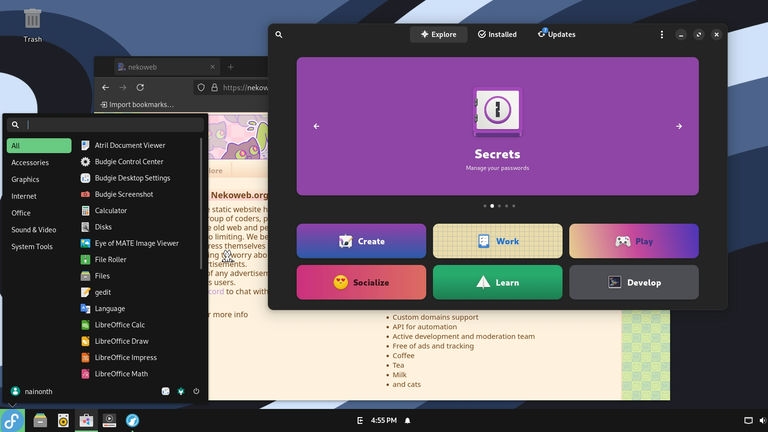 Trash
Explore
Installed
Updates
nekoweb
https://nekow
Import bookmarks…
Secrets
Manage your passwords
All
Accessories
Graphics
Internet
Office
Sound & Video
System Tools
Atril Document Viewer
Budgie Control Center
Budgie Desktop Settings
Budgie Screenshot
Calculator
Disks
Eye of MATE Image Viewer
File Roller
Files
gedit
Language
LibreOffice Calc
LibreOffice Draw
LibreOffice Impress
LibreOffice Math
nainonth
lore
Nekoweb.org
e static website h
roup of coders, p
e old web and pe
o limiting. We be
ress themselves
ing to worry abo
rtisements.
of any advertisem
s users.
cord to chat with
r more info
Create
Work
Play
Socialize
Learn
Develop
Custom domains support
API for automation
Active development and moderation team
Free of ads and tracking
Coffee
Tea
Milk
and cats
4:55 PM